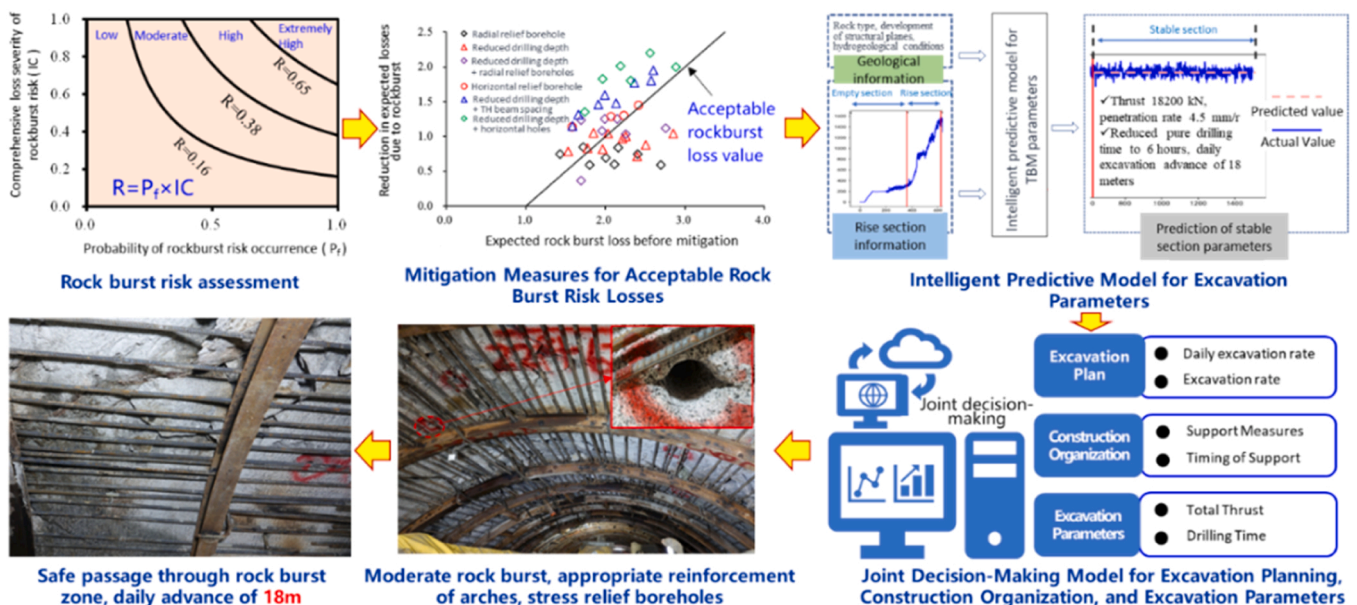 Comprehensive loss severity of
rockburst risk (IC)
1.0
0.8
0.6
0.4
0.2
0.0
Low
Moderate
High
Extremely
High
R=0.65
R=0.38
R=0.16
R=Pf×IC
0.0
0.5
1.0
Probability of rockburst risk occurrence ( Pf)
Rock burst risk assessment
Reduction in expected losses
due to rockburst
2.5
2.0
1.5
1.0
0.5
0.0
Radial relief borehole
Reduced drilling depth
Reduced drilling depth
+ radial relief boreholes
Horizontal relief borehole
Reduced drilling depth
+ TH beam spacing
Reduced drilling depth
+ horizontal holes
Acceptable
rockburst
loss value
0.0
1.0
2.0
3.0
4.0
Expected rock burst loss before mitigation
Mitigation Measures for Acceptable Rock
Burst Risk Losses
Rock type, development
of structural planes,
hydrogeological conditions
Geological
information
Empty section
Rise section
Rise section
information
Intelligent predictive model for
TBM parameters
Stable section
✓Thrust 18200 kN,
penetration rate 4.5 mm/r
✓Reduced pure drilling
time to 6 hours, daily
excavation advance of 18
meters
Predicted value
Actual Value
0
800
1000
1200
1400
Prediction of stable
section parameters
Intelligent Predictive Model for Excavation
Parameters
Joint decision-
making
Excavation
Plan
● Daily excavation rate
● Excavation rate
Construction
Organization
● Support Measures
● Timing of Support
Excavation
Parameters
● Total Thrust
● Drilling Time
Joint Decision-Making Model for Excavation Planning,
Construction Organization, and Excavation Parameters
Moderate rock burst, appropriate reinforcement
of arches, stress relief boreholes
Safe passage through rock burst
zone, daily advance of 18m